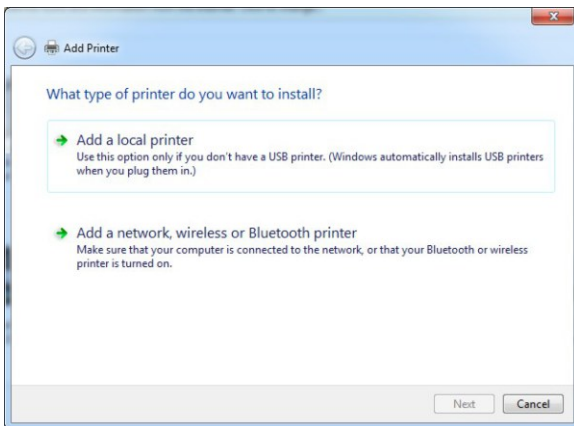 Add Printer
What type of printer do you want to install?
Add a local printer
Use this option only if you don't have a USB printer. (Windows automatically installs USB printers
when you plug them in.)
Add a network, wireless or Bluetooth printer
Make sure that your computer is connected to the network, or that your Bluetooth or wireless
printer is turned on.
Next
Cancel